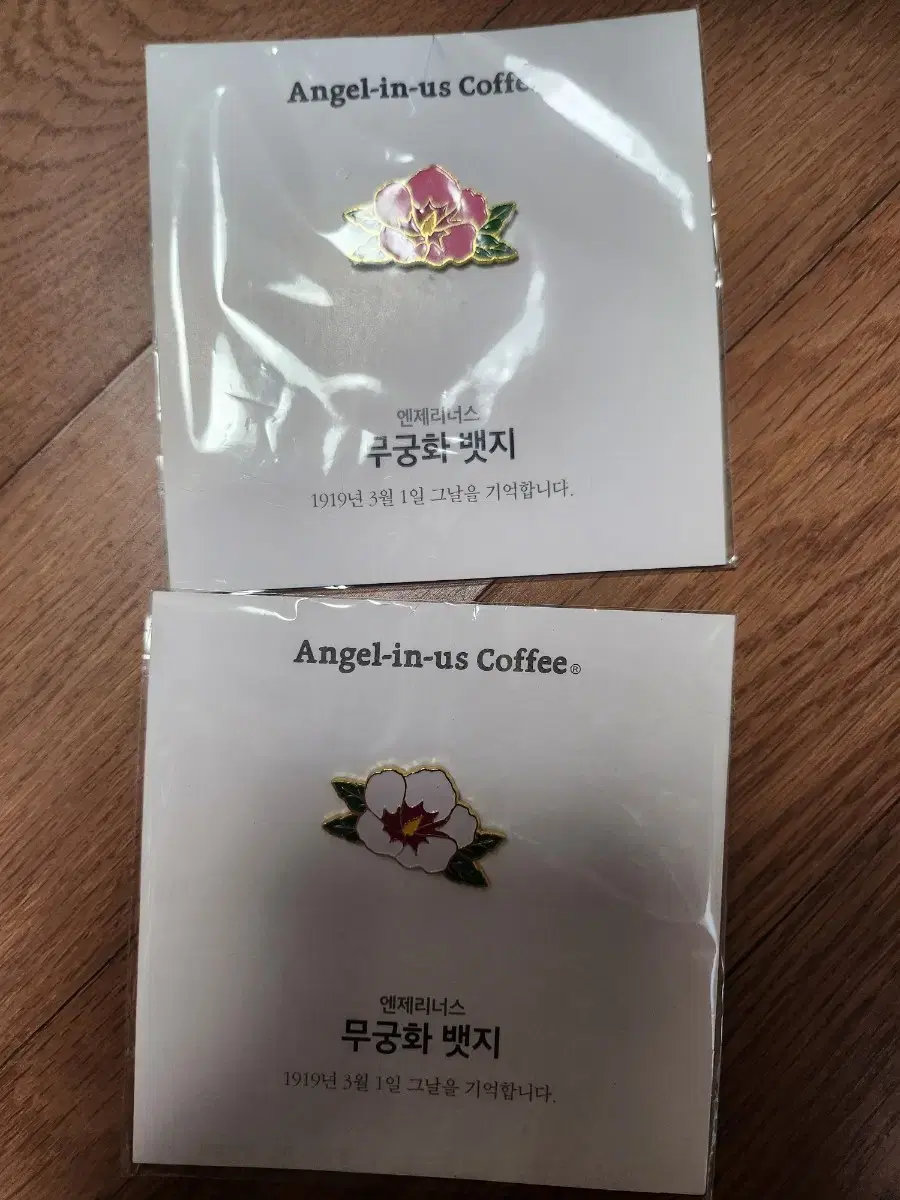 Angel-in-us Coffee
엔제리너스
무궁화 뱃지
1919년 3월 1일 그날을 기억합니다.
Angel-in-us Coffee®
엔제리너스
무궁화 뱃지
1919년 3월 1일 그날을 기억합니다.